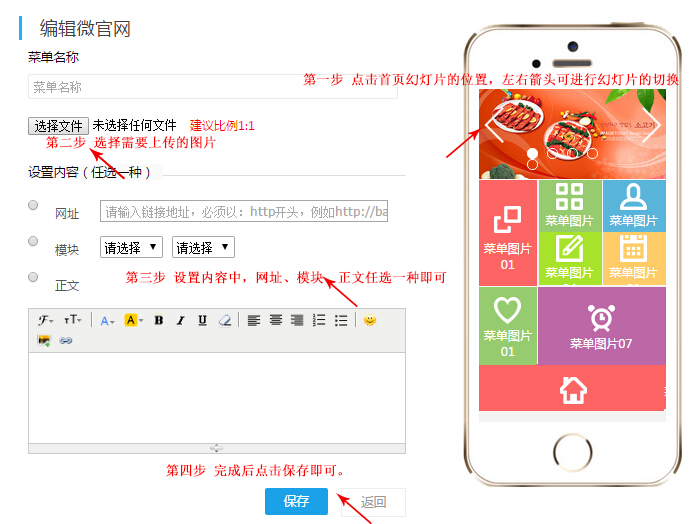 编辑微官网
菜单名称
第一步 点击首页幻灯片的位置，左右箭头可进行幻灯片的切换
菜单名称
选择文件 未选择任何文件 建议比例1:1
第二步 选择需要上传的图片
设置内容（任选一种）
网址 请输入链接地址，必须以：http开头，例如http://ba
模块 请选择 请选择
第三步 设置内容中，网址、模块、正文任选一种即可
正文
第四步 完成后点击保存即可。
保存 返回
菜单图片
01
菜单图片
菜单图片
菜单图片
菜单图片
菜单图片
01
菜单图片07